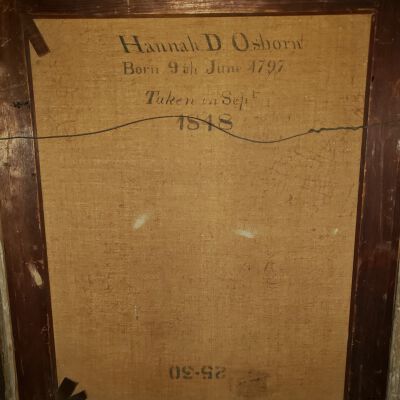 Hannah D Osborn
Born 9th June 1797
Taken in Sept
1848
25-30